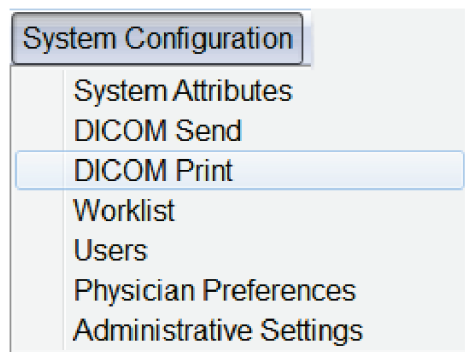 System Configuration
System Attributes
DICOM Send
DICOM Print
Worklist
Users
Physician Preferences
Administrative Settings